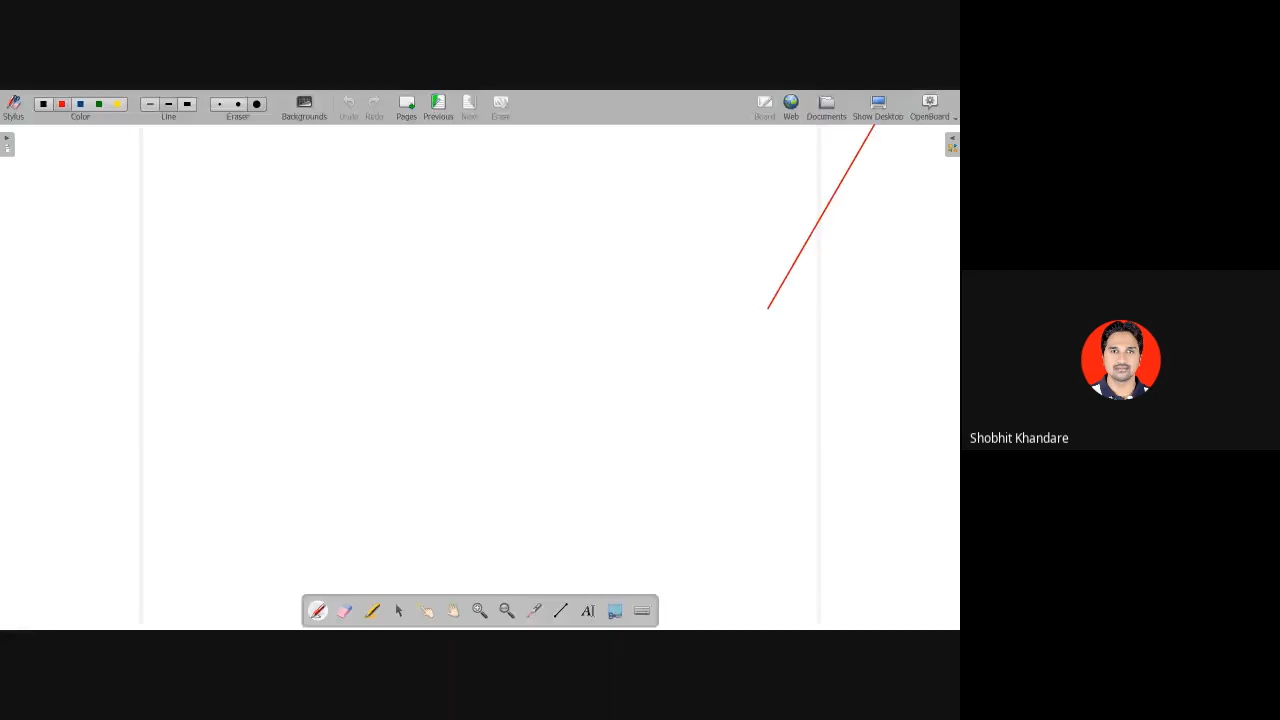 Stylus Color Line Eraser Backgrounds Undo Redo Pages Previous Next Erase Board Web Documents Show Desktop OpenBoard
AI
Shobhit Khandare